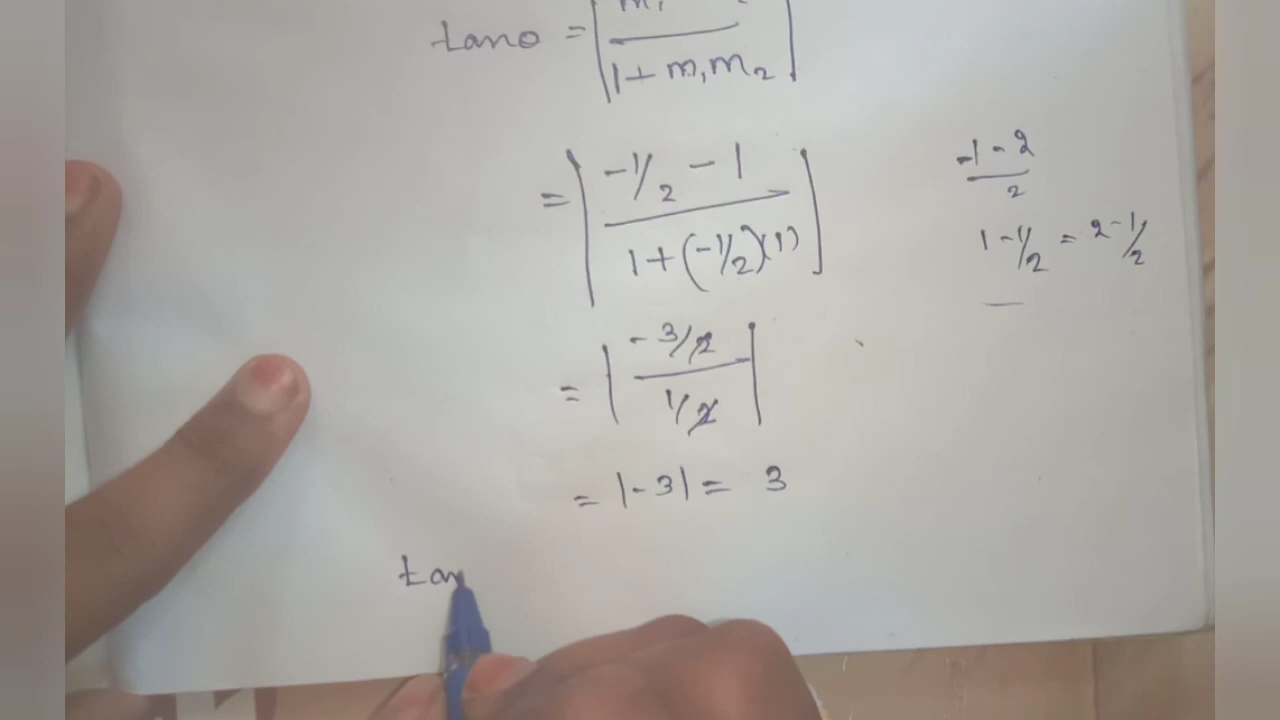 tanθ = | m₁ / 1 + m₁m₂ |
= | -1/2 - 1 / 1 + (-1/2)(1) |
-1 - 2 / 2
1 - 1/2 = 2 - 1/2
= | -3/2 / 1/2 |
= |-3| = 3
tan